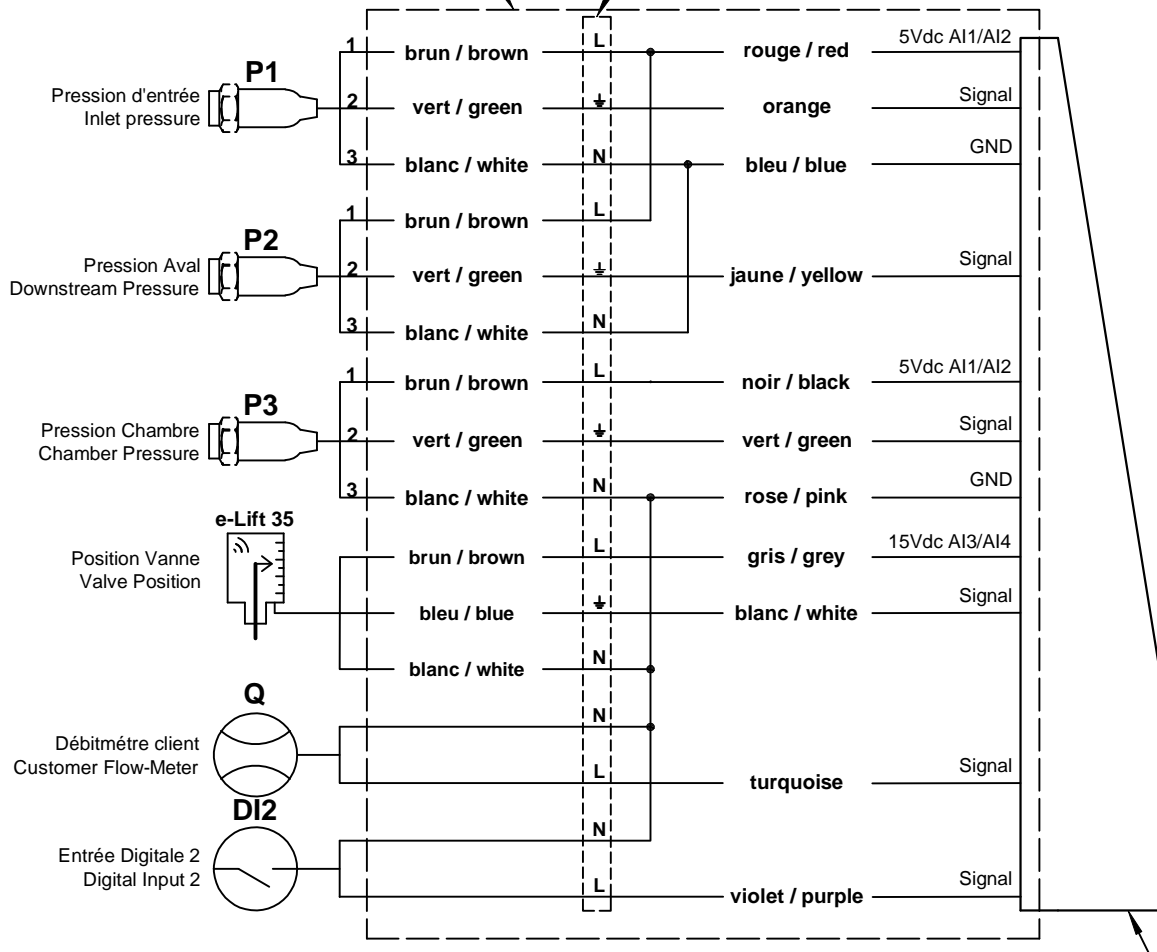 1 brun / brown L rouge / red 5Vdc AI1/AI2
P1
Pression d'entrée
Inlet pressure
2 vert / green orange Signal
3 blanc / white N bleu / blue GND
1 brun / brown L
P2
Pression Aval
Downstream Pressure
2 vert / green jaune / yellow Signal
3 blanc / white N
1 brun / brown L noir / black 5Vdc AI1/AI2
P3
Pression Chambre
Chamber Pressure
2 vert / green vert / green Signal
3 blanc / white N rose / pink GND
e-Lift 35
Position Vanne
Valve Position
brun / brown L gris / grey 15Vdc AI3/AI4
bleu / blue blanc / white Signal
blanc / white N
Q
N
Débitmétre client
Customer Flow-Meter
L turquoise Signal
DI2
N
Entrée Digitale 2
Digital Input 2
L violet / purple Signal